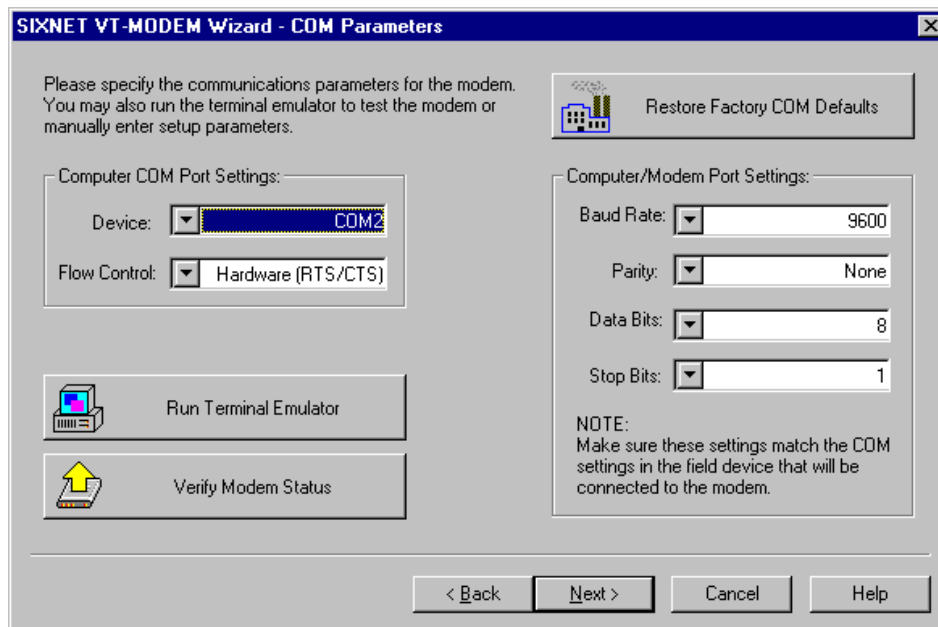 SIXNET VT-MODEM Wizard - COM Parameters
Please specify the communications parameters for the modem.
You may also run the terminal emulator to test the modem or
manually enter setup parameters.
Restore Factory COM Defaults
Computer COM Port Settings:
Device: COM2
Flow Control: Hardware (RTS/CTS)
Computer/Modem Port Settings:
Baud Rate: 9600
Parity: None
Data Bits: 8
Stop Bits: 1
NOTE:
Make sure these settings match the COM
settings in the field device that will be
connected to the modem.
Run Terminal Emulator
Verify Modem Status
< Back
Next >
Cancel
Help